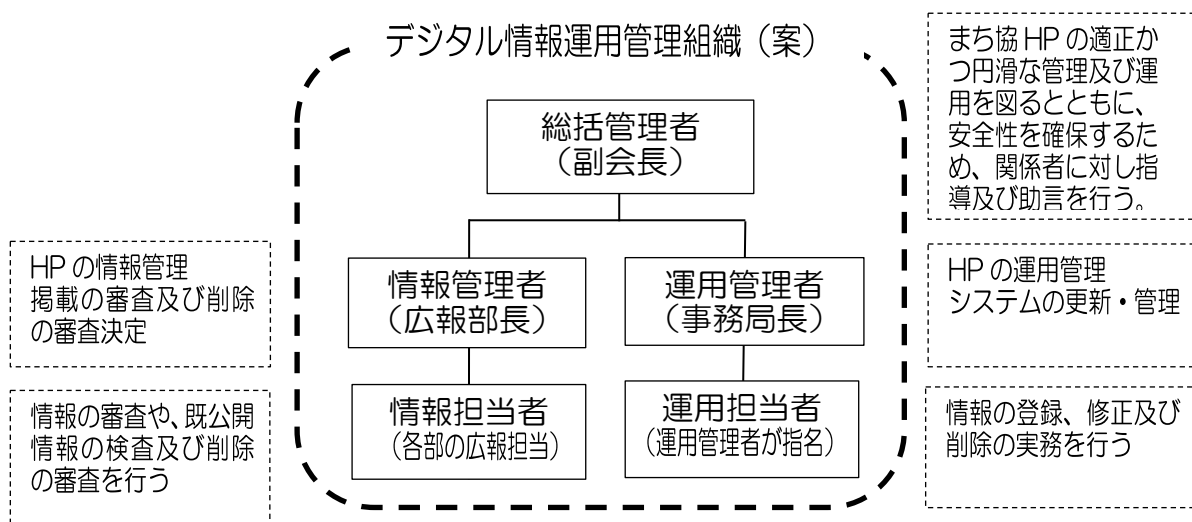 デジタル情報運用管理組織（案）
総括管理者
（副会長）
まち協 HP の適正か
つ円滑な管理及び運
用を図るとともに、
安全性を確保するた
め、関係者に対し指
導及び助言を行う。
HP の情報管理
掲載の審査及び削除
の審査決定
情報管理者
（広報部長）
運用管理者
（事務局長）
HP の運用管理
システムの更新・管理
情報の審査や、既公開
情報の検査及び削除
の審査を行う
情報担当者
（各部の広報担当）
運用担当者
（運用管理者が指名）
情報の登録、修正及び
削除の実務を行う